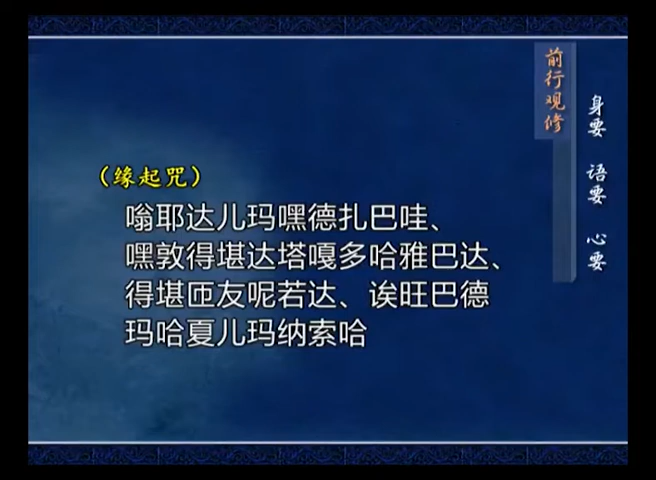 前行观修
身要 语要 心要
（缘起咒）
嗡耶达儿玛嘿德扎巴哇、
嘿敦得堪达塔嘎多哈雅巴达、
得堪匝友呢若达、诶旺巴德
玛哈夏儿玛纳索哈